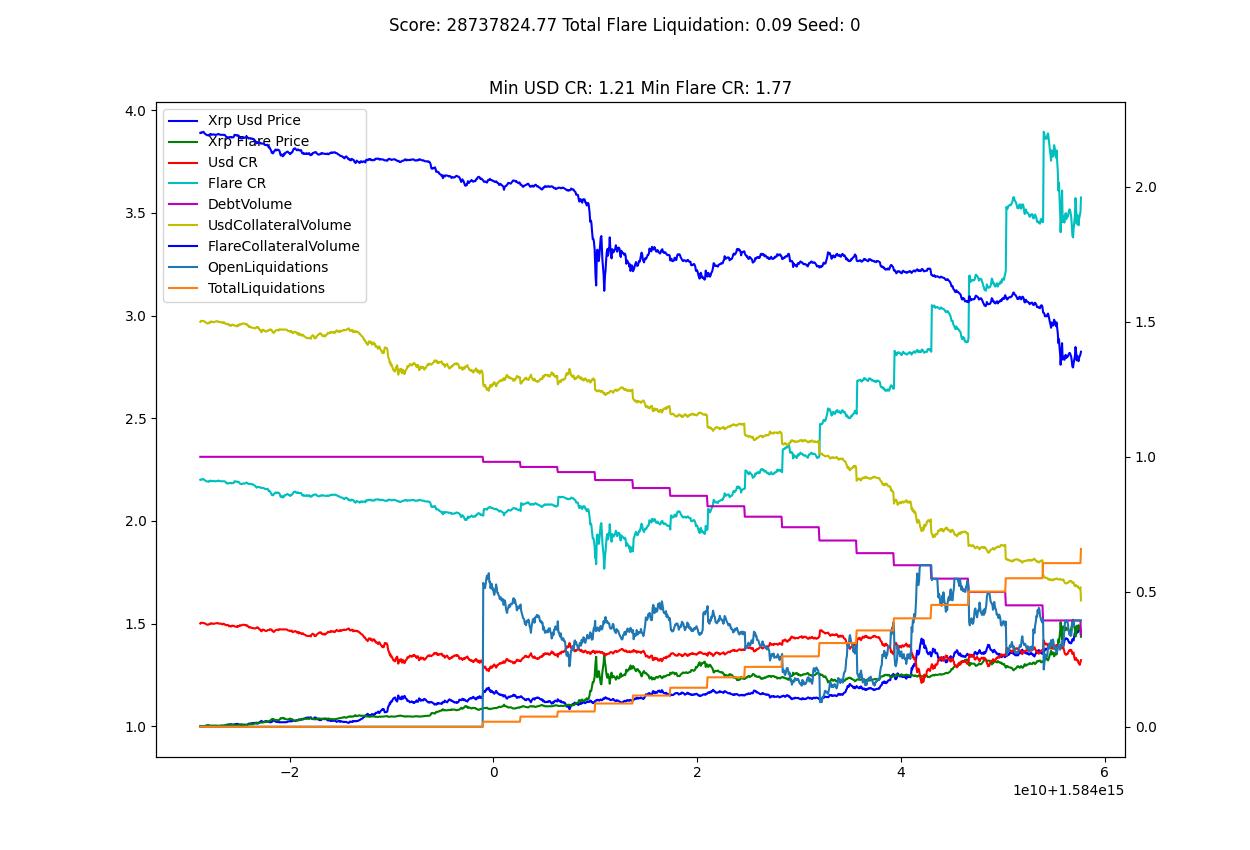 Score: 28737824.77 Total Flare Liquidation: 0.09 Seed: 0
Min USD CR: 1.21 Min Flare CR: 1.77
Xrp Usd Price
Xrp Flare Price
Usd CR
Flare CR
DebtVolume
UsdCollateralVolume
FlareCollateralVolume
OpenLiquidations
TotalLiquidations
4.0
3.5
3.0
2.5
2.0
1.5
1.0
2.0
1.5
1.0
0.5
0.0
−2
0
2
4
6
1e10+1.584e15